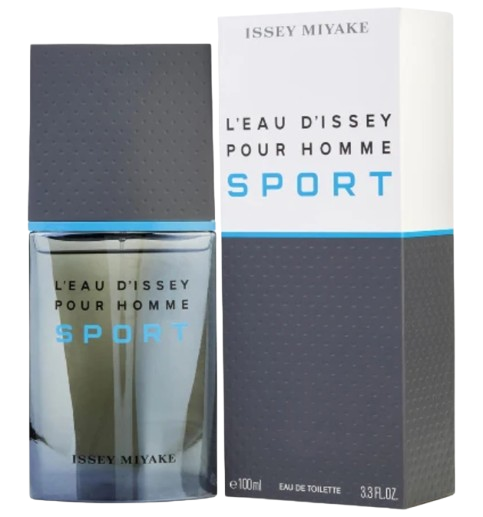 ISSEY MIYAKE
L'EAU D'ISSEY
POUR HOMME
SPORT
e100ml
EAU DE TOILETTE
3.3 FL.OZ.
L'EAU D'ISSEY
POUR HOMME
SPORT
ISSEY MIYAKE